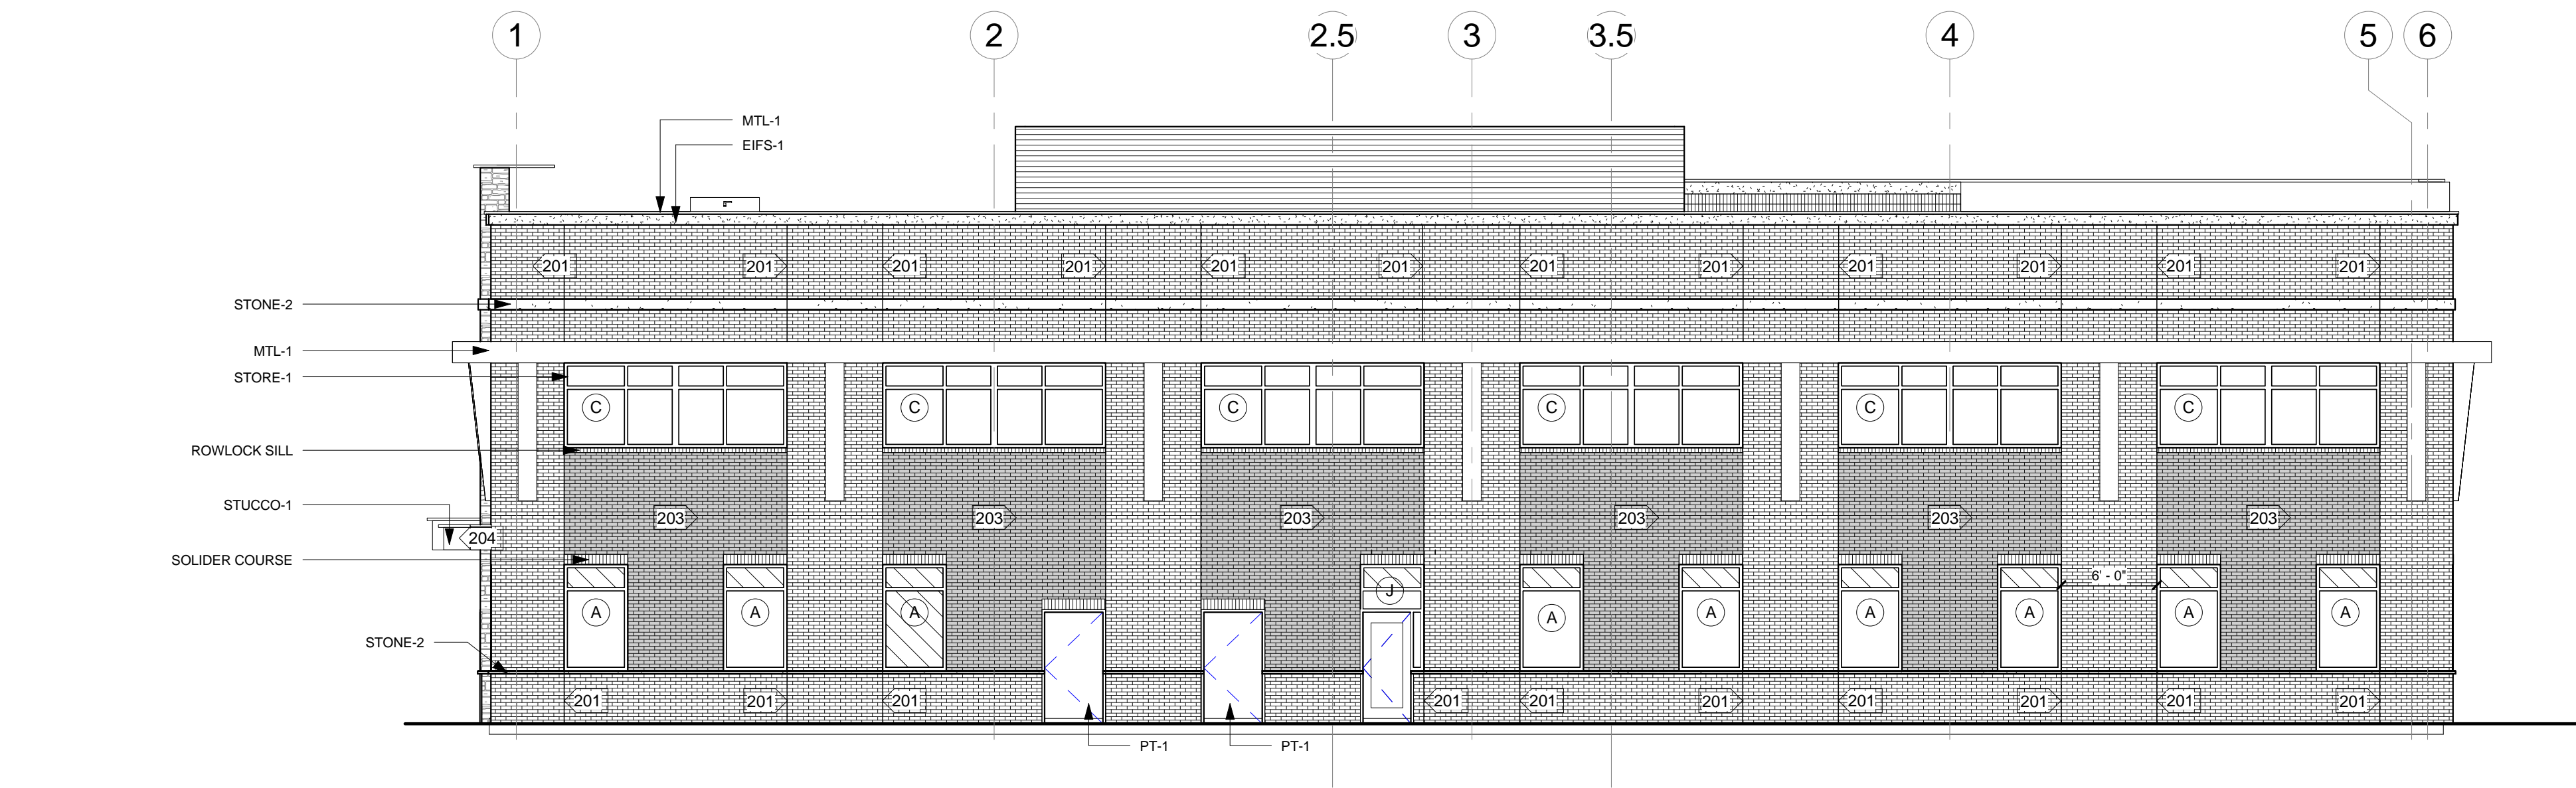 1 2 2.5 3 3.5 4 5 6
MTL-1
EIFS-1
201 201 201 201 201 201 201 201 201 201 201 201
STONE-2
MTL-1
STORE-1
C C C C C C
ROWLOCK SILL
STUCCO-1
203 203 203 203 203 203
204
SOLIDER COURSE
6' - 0"
J
A A A A A A A A A
STONE-2
201 201 201 201 201 201 201 201 201 201
PT-1 PT-1